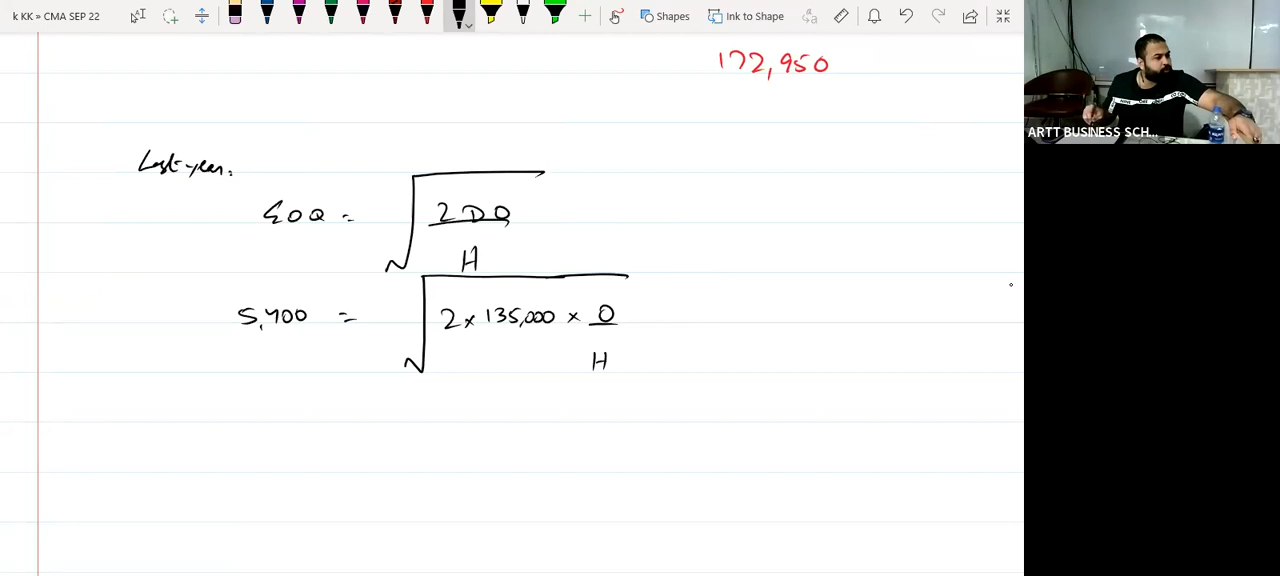 k KK » CMA SEP 22
Shapes
Ink to Shape
172,950
ARTT BUSINESS SCH...
Last year.
EOQ = √ 2DO
H
5,400 = √ 2 × 135,000 × O
H